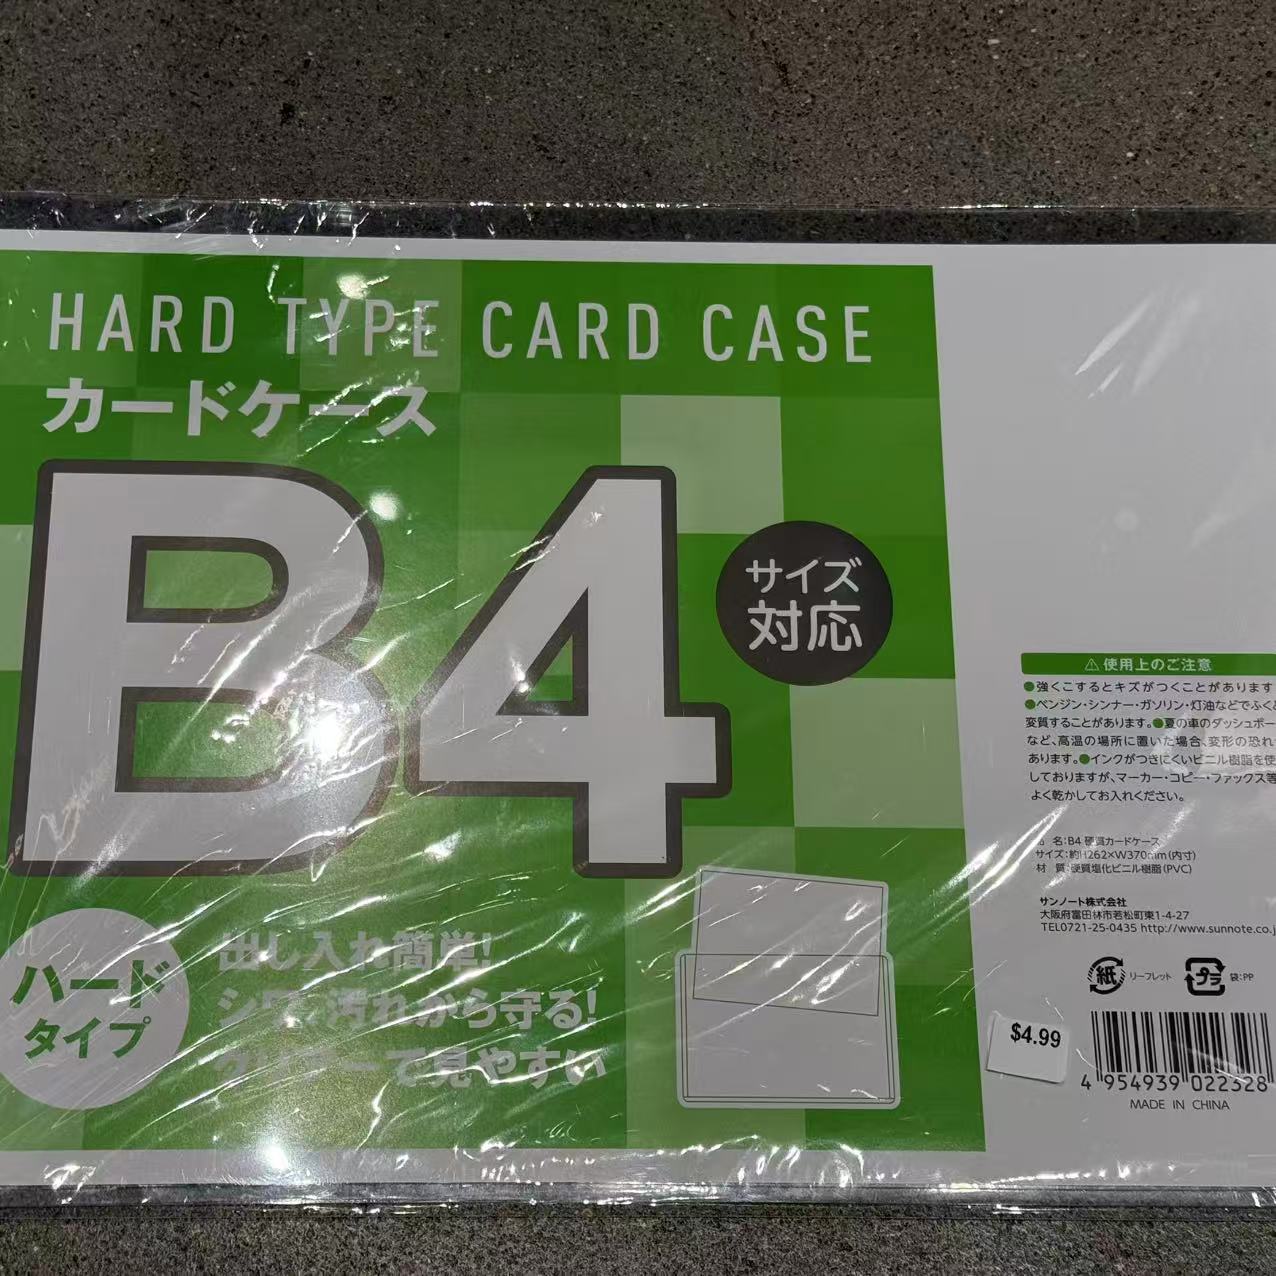 HARD TYPE CARD CASE
カードケース
B4
サイズ
対応
ハード
タイプ
出し入れ簡単!
シワ、汚れから守る!
クリアーで見やすい
⚠ 使用上のご注意
●強くこするとキズがつくことがあります
●ベンジン・シンナー・ガソリン・灯油などでふくと
変質することがあります。●夏の車のダッシュボー
など、高温の場所に置いた場合、変形の恐れ
あります。●インクがつきにくいビニル樹脂を使
しておりますが、マーカー・コピー・ファックス等
よく乾かしてお入れください。
品 名:B4 硬質カードケース
サイズ:約H262×W370mm(内寸)
材 質:硬質塩化ビニル樹脂(PVC)
サンノート株式会社
大阪府富田林市若松町東1-4-27
TEL0721-25-0435 http://www.sunnote.co.j
紙 リーフレット プラ 袋:PP
$4.99
4 954939 022328
MADE IN CHINA